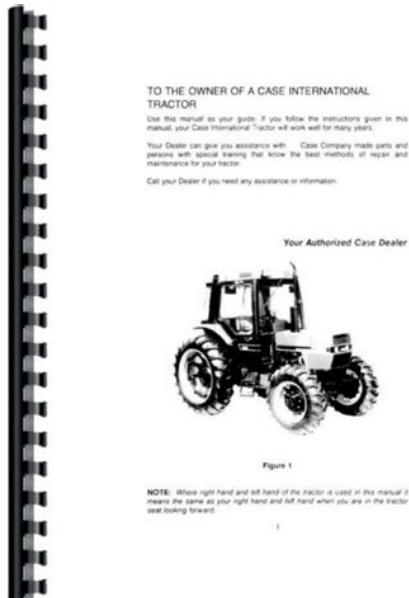 TO THE OWNER OF A CASE INTERNATIONAL
TRACTOR
Use this manual as your guide. If you follow the instructions given in this
manual, your Case International Tractor will work well for many years.
Your Dealer can give you assistance with Case Company made parts and
persons with special training that know the best methods of repair and
maintenance for your tractor.
Call your Dealer if you need any assistance or information.
Your Authorized Case Dealer
Figure 1
NOTE: Where right hand and left hand of the tractor is used in this manual it
means the same as your right hand and left hand when you are in the tractor
seat looking forward.
1